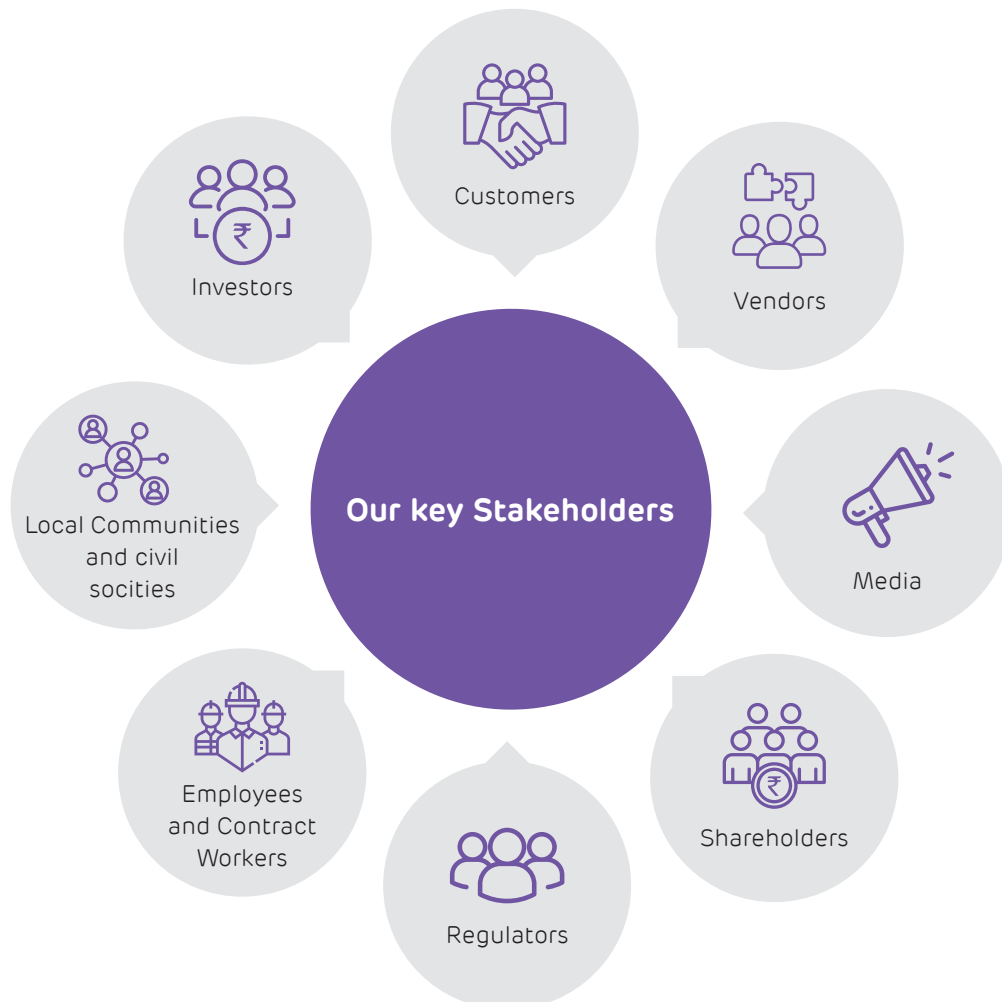 Customers
Investors
Vendors
Our key Stakeholders
Local Communities
and civil
socities
Media
Employees
and Contract
Workers
Shareholders
Regulators